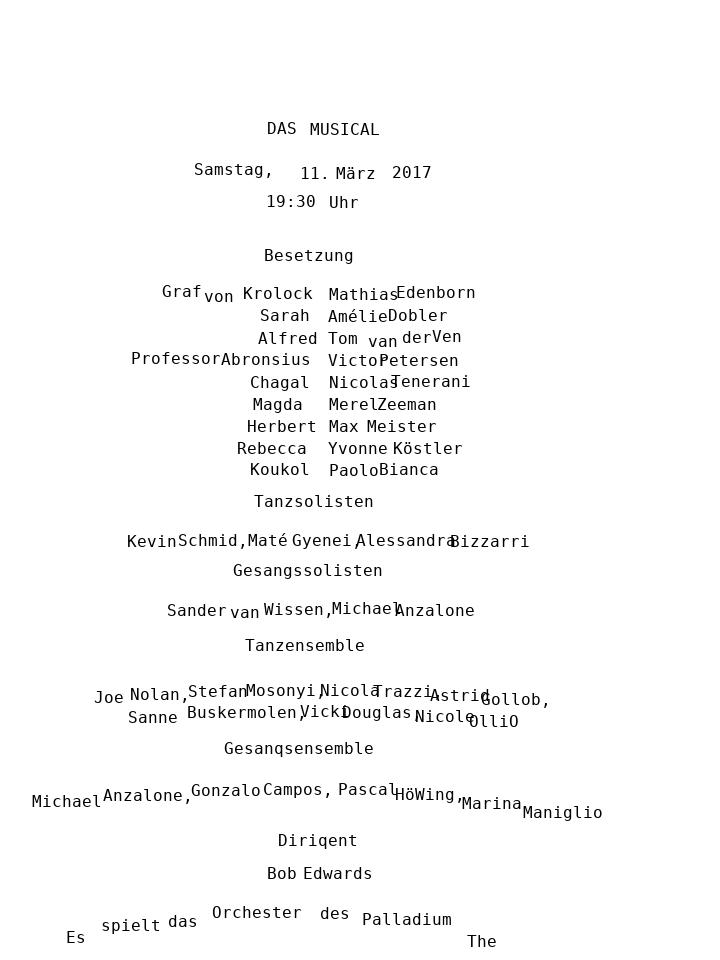 DAS MUSICAL
Samstag, 11. März 2017
19:30 Uhr
Besetzung
Graf von Krolock Mathias Edenborn
Sarah Amélie Dobler
Alfred Tom van der Ven
Professor Abronsius Victor Petersen
Chagal Nicolas Tenerani
Magda Merel Zeeman
Herbert Max Meister
Rebecca Yvonne Köstler
Koukol Paolo Bianca
Tanzsolisten
Kevin Schmid, Maté Gyenei, Alessandra Bizzarri
Gesangssolisten
Sander van Wissen, Michael Anzalone
Tanzensemble
Joe Nolan, Stefan Mosonyi, Nicola Trazzi, Astrid Gollob,
Sanne Buskermolen, Vicki Douglas, Nicole OlliO
Gesanqsensemble
Michael Anzalone, Gonzalo Campos, Pascal HöWing, Marina Maniglio
Diriqent
Bob Edwards
Es spielt das Orchester des Palladium The